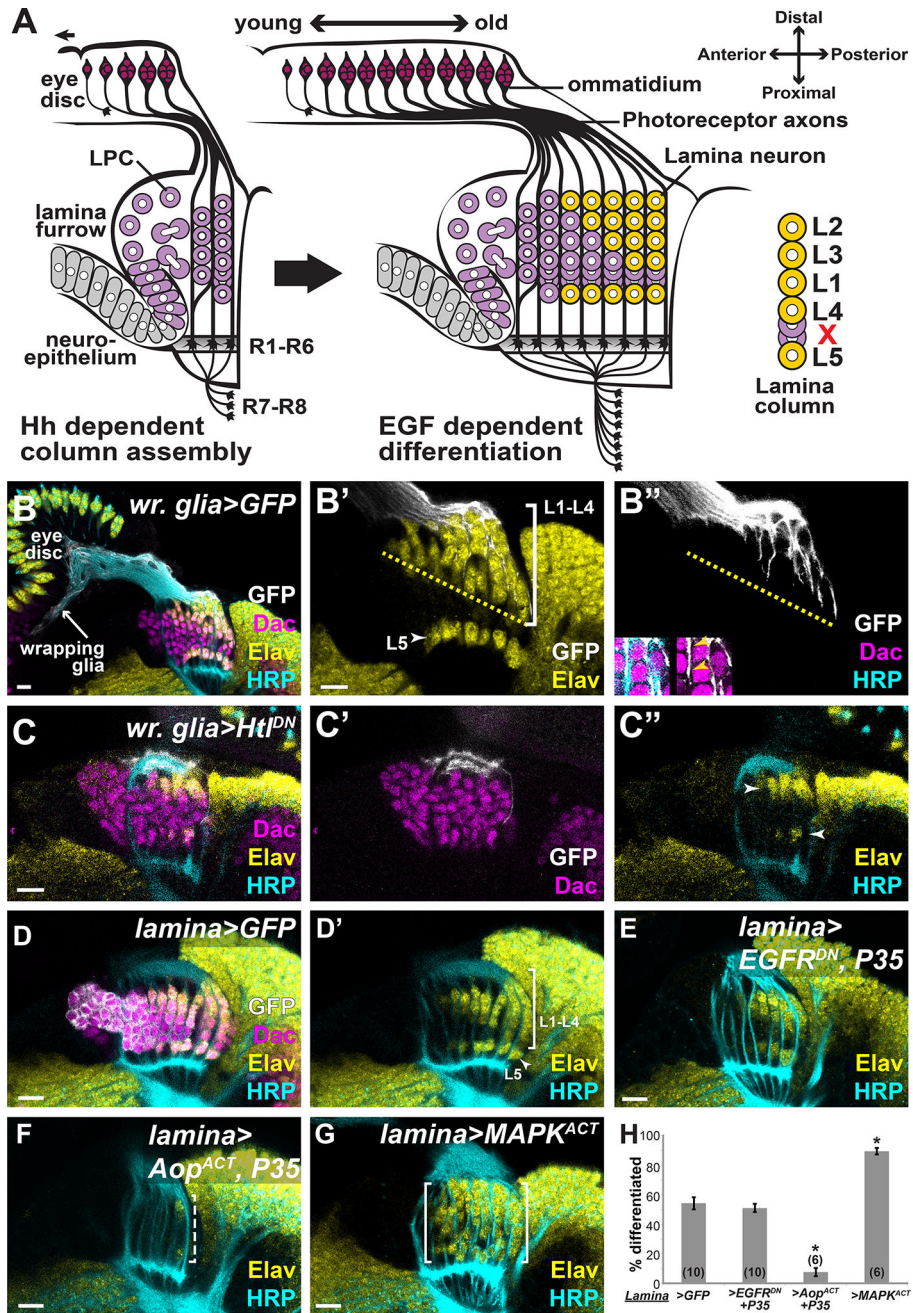 A
young
old
Distal
Anterior
Posterior
Proximal
eye
disc
ommatidium
Photoreceptor axons
LPC
Lamina neuron
lamina
furrow
L2
L3
L1
L4
X
L5
neuro-
epithelium
R1-R6
Lamina
column
R7-R8
Hh dependent
column assembly
EGF dependent
differentiation
B
wr. glia>GFP
eye
disc
wrapping
glia
GFP
Dac
Elav
HRP
B'
L1-L4
L5
GFP
Elav
B''
GFP
Dac
HRP
C
wr. glia>Htl^DN
Dac
Elav
HRP
C'
GFP
Dac
C''
Elav
HRP
D
lamina>GFP
GFP
Dac
Elav
HRP
D'
L1-L4
L5
Elav
HRP
E
lamina>
EGFR^DN, P35
Elav
HRP
F
lamina>
Aop^ACT, P35
Elav
HRP
G
lamina>MAPK^ACT
Elav
HRP
H
% differentiated
100
80
60
40
20
0
(10)
(10)
*
(6)
*
(6)
Lamina
>GFP
>EGFR^DN
+P35
>Aop^ACT
+P35
>MAPK^ACT